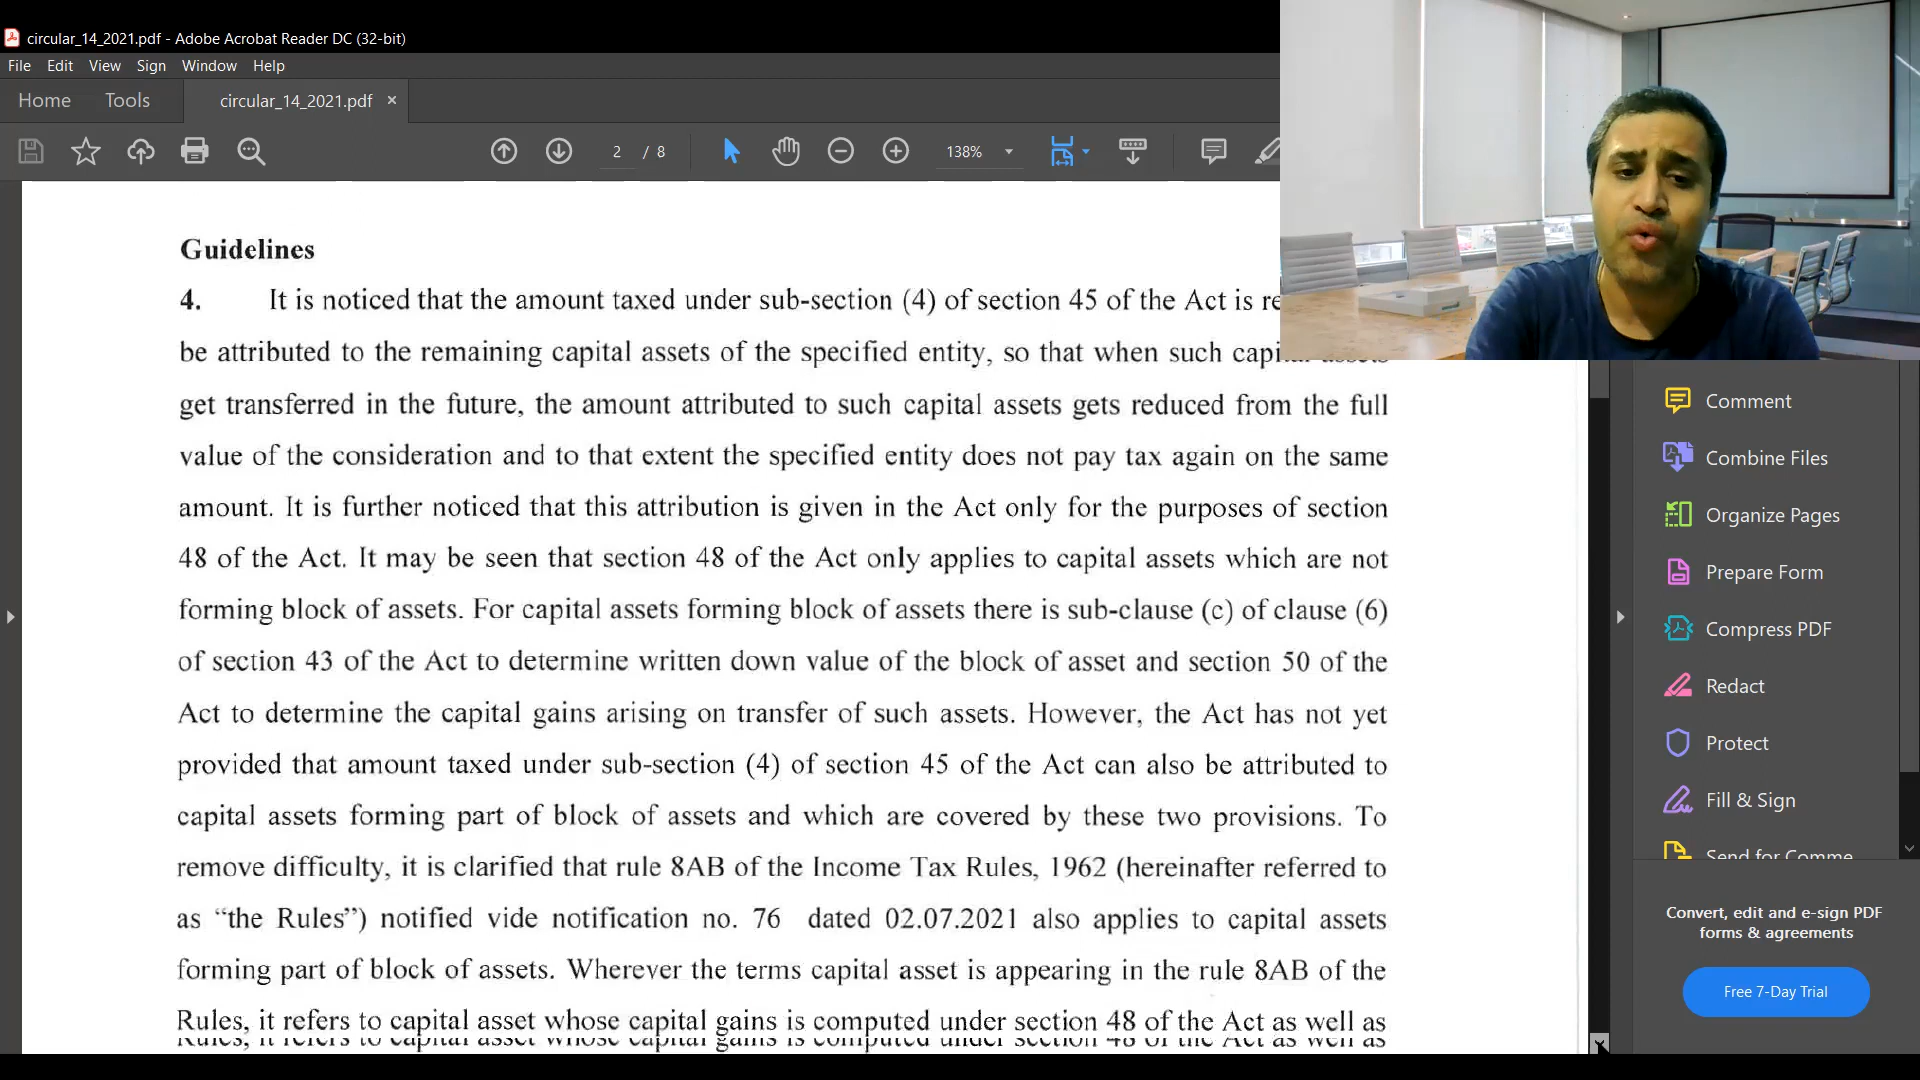 circular_14_2021.pdf - Adobe Acrobat Reader DC (32-bit)
File Edit View Sign Window Help
Home Tools circular_14_2021.pdf ×
2 / 8 138%
Guidelines
4. It is noticed that the amount taxed under sub-section (4) of section 45 of the Act is
be attributed to the remaining capital assets of the specified entity, so that when such capital assets
get transferred in the future, the amount attributed to such capital assets gets reduced from the full
value of the consideration and to that extent the specified entity does not pay tax again on the same
amount. It is further noticed that this attribution is given in the Act only for the purposes of section
48 of the Act. It may be seen that section 48 of the Act only applies to capital assets which are not
forming block of assets. For capital assets forming block of assets there is sub-clause (c) of clause (6)
of section 43 of the Act to determine written down value of the block of asset and section 50 of the
Act to determine the capital gains arising on transfer of such assets. However, the Act has not yet
provided that amount taxed under sub-section (4) of section 45 of the Act can also be attributed to
capital assets forming part of block of assets and which are covered by these two provisions. To
remove difficulty, it is clarified that rule 8AB of the Income Tax Rules, 1962 (hereinafter referred to
as “the Rules”) notified vide notification no. 76 dated 02.07.2021 also applies to capital assets
forming part of block of assets. Wherever the terms capital asset is appearing in the rule 8AB of the
Rules, it refers to capital asset whose capital gains is computed under section 48 of the Act as well as
Comment
Combine Files
Organize Pages
Prepare Form
Compress PDF
Redact
Protect
Fill & Sign
Send for Comme
Convert, edit and e-sign PDF
forms & agreements
Free 7-Day Trial